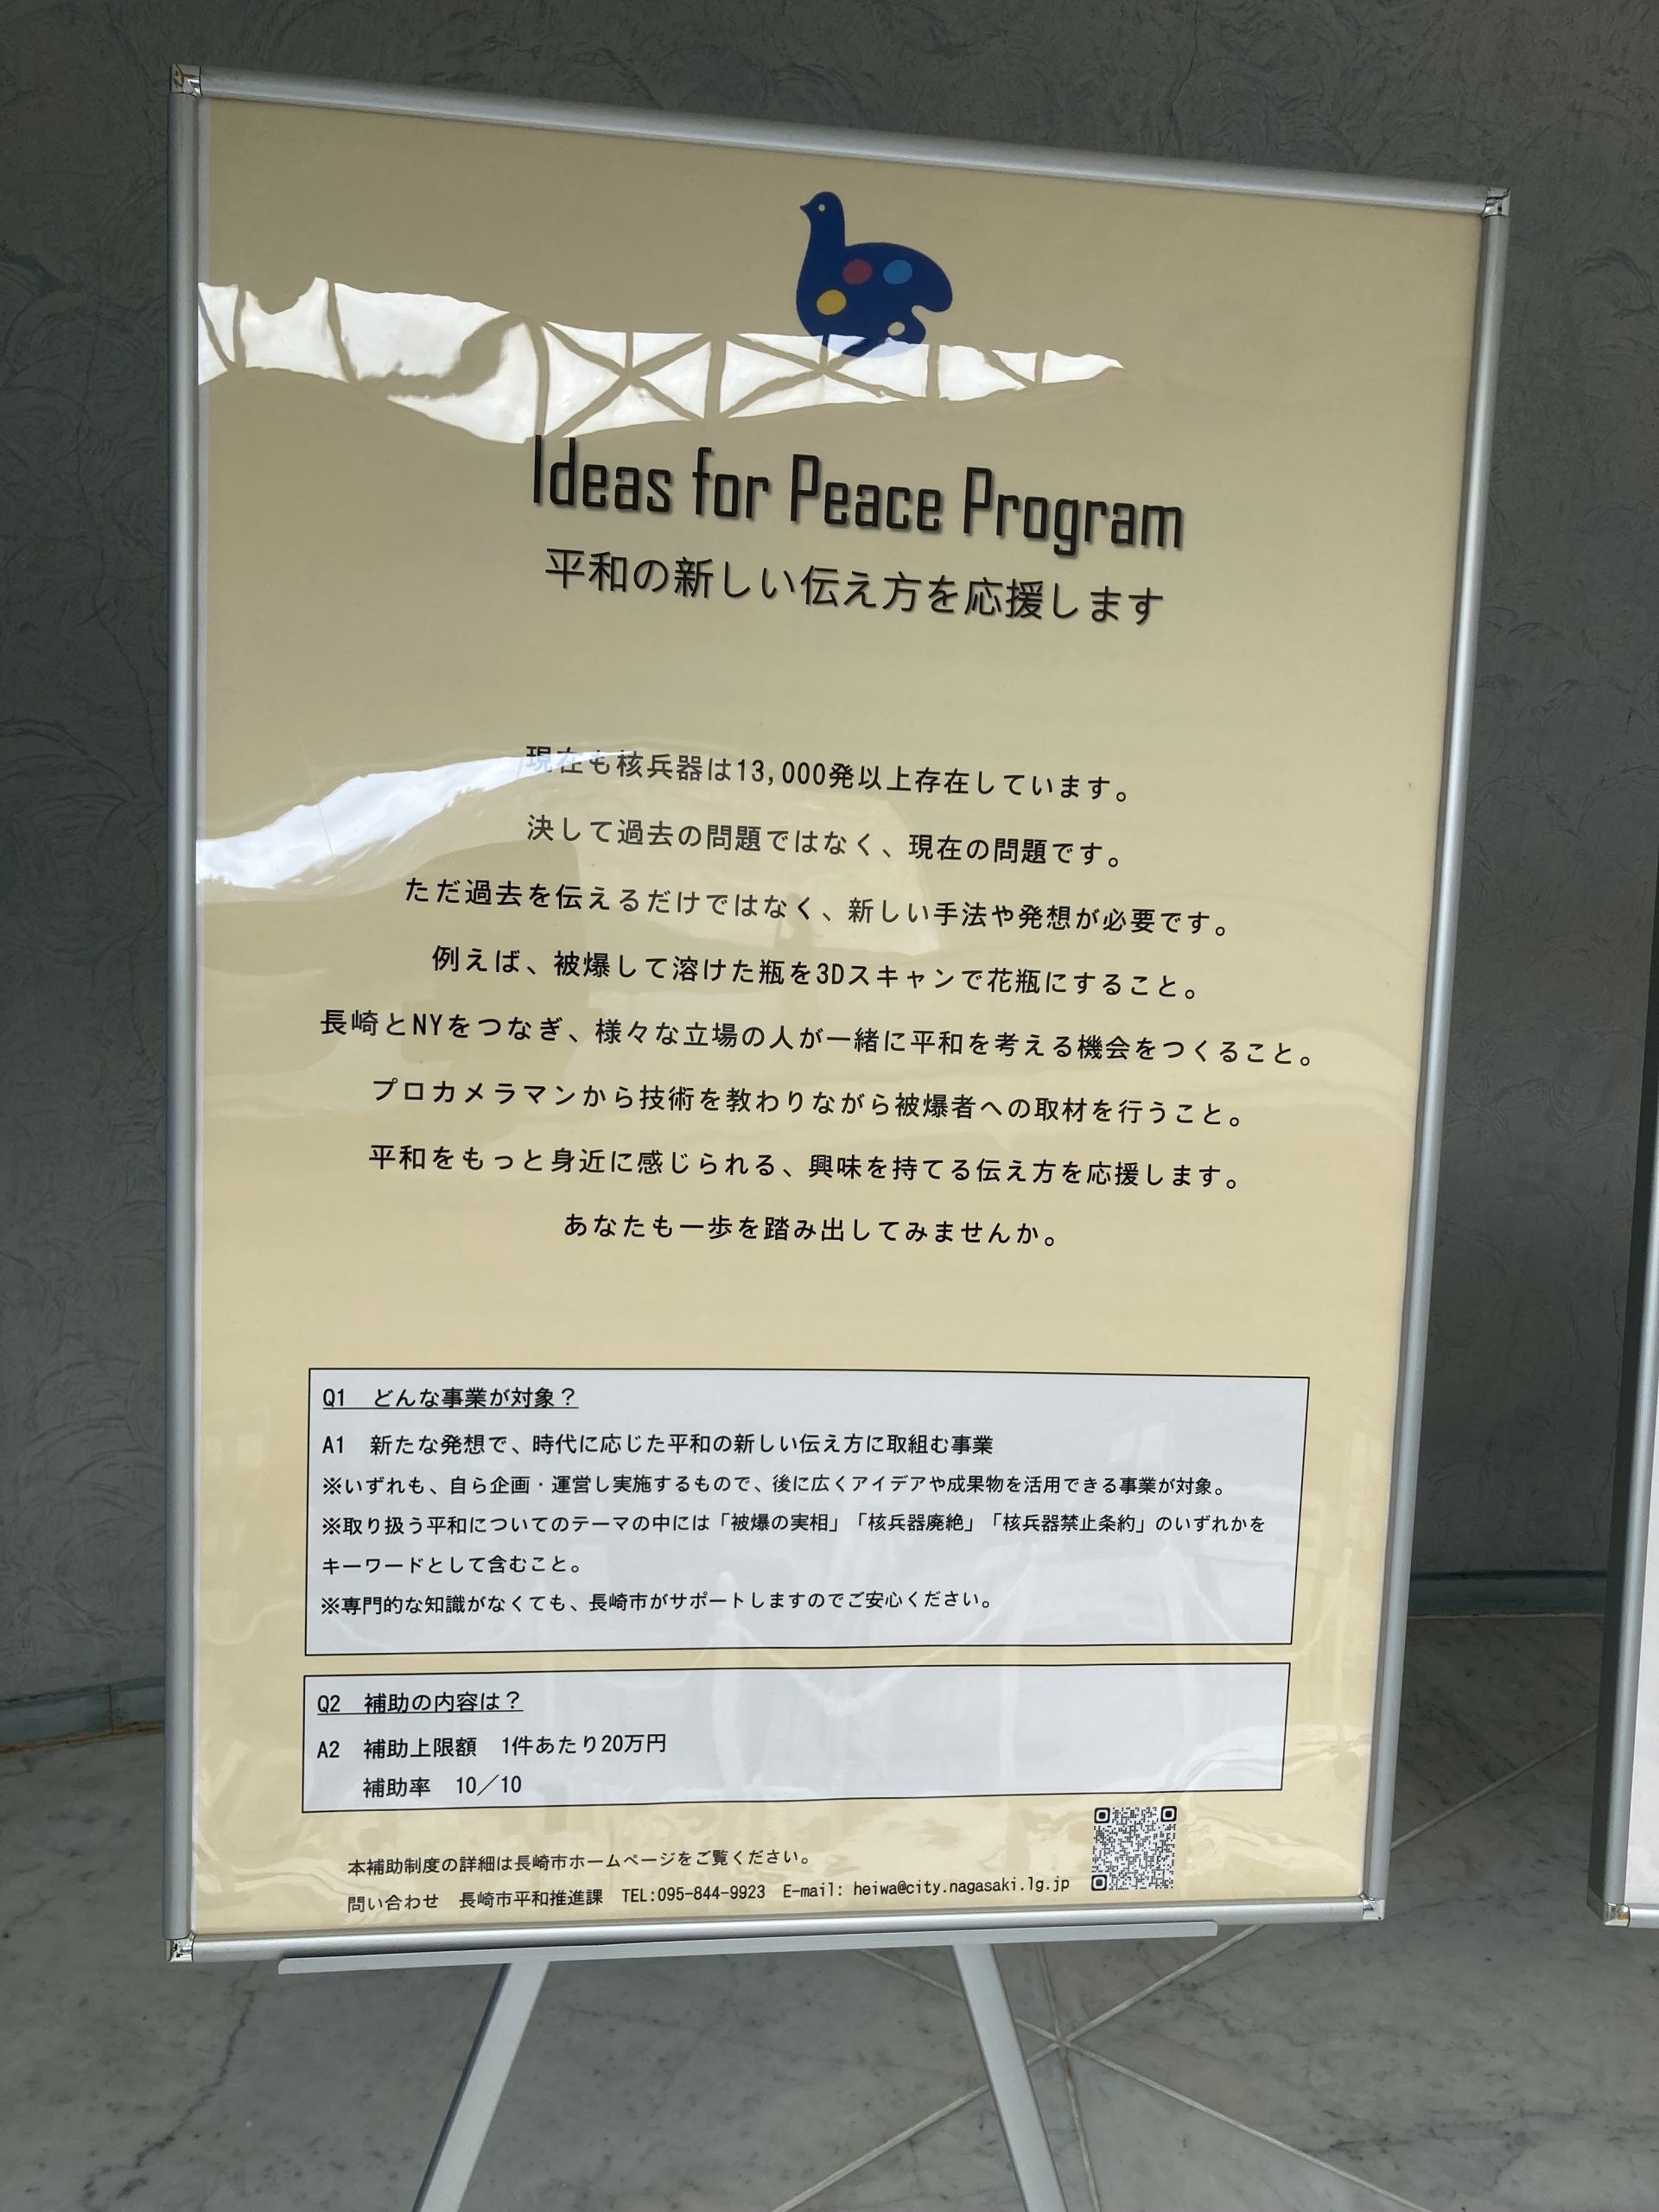 Ideas for Peace Program
平和の新しい伝え方を応援します
現在も核兵器は13,000発以上存在しています。
決して過去の問題ではなく、現在の問題です。
ただ過去を伝えるだけではなく、新しい手法や発想が必要です。
例えば、被爆して溶けた瓶を3Dスキャンで花瓶にすること。
長崎とNYをつなぎ、様々な立場の人が一緒に平和を考える機会をつくること。
プロカメラマンから技術を教わりながら被爆者への取材を行うこと。
平和をもっと身近に感じられる、興味を持てる伝え方を応援します。
あなたも一歩を踏み出してみませんか。
Q1　どんな事業が対象？
A1　新たな発想で、時代に応じた平和の新しい伝え方に取組む事業
※いずれも、自ら企画・運営し実施するもので、後に広くアイデアや成果物を活用できる事業が対象。
※取り扱う平和についてのテーマの中には「被爆の実相」「核兵器廃絶」「核兵器禁止条約」のいずれかを
キーワードとして含むこと。
※専門的な知識がなくても、長崎市がサポートしますのでご安心ください。
Q2　補助の内容は？
A2　補助上限額　1件あたり20万円
補助率　10／10
本補助制度の詳細は長崎市ホームページをご覧ください。
問い合わせ　長崎市平和推進課　TEL:095-844-9923　E-mail: heiwa@city.nagasaki.lg.jp